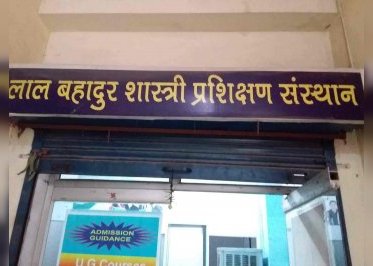 लाल बहादुर शास्त्री प्रशिक्षण संस्थान
ADMISSION
GUIDANCE
U.G Courses